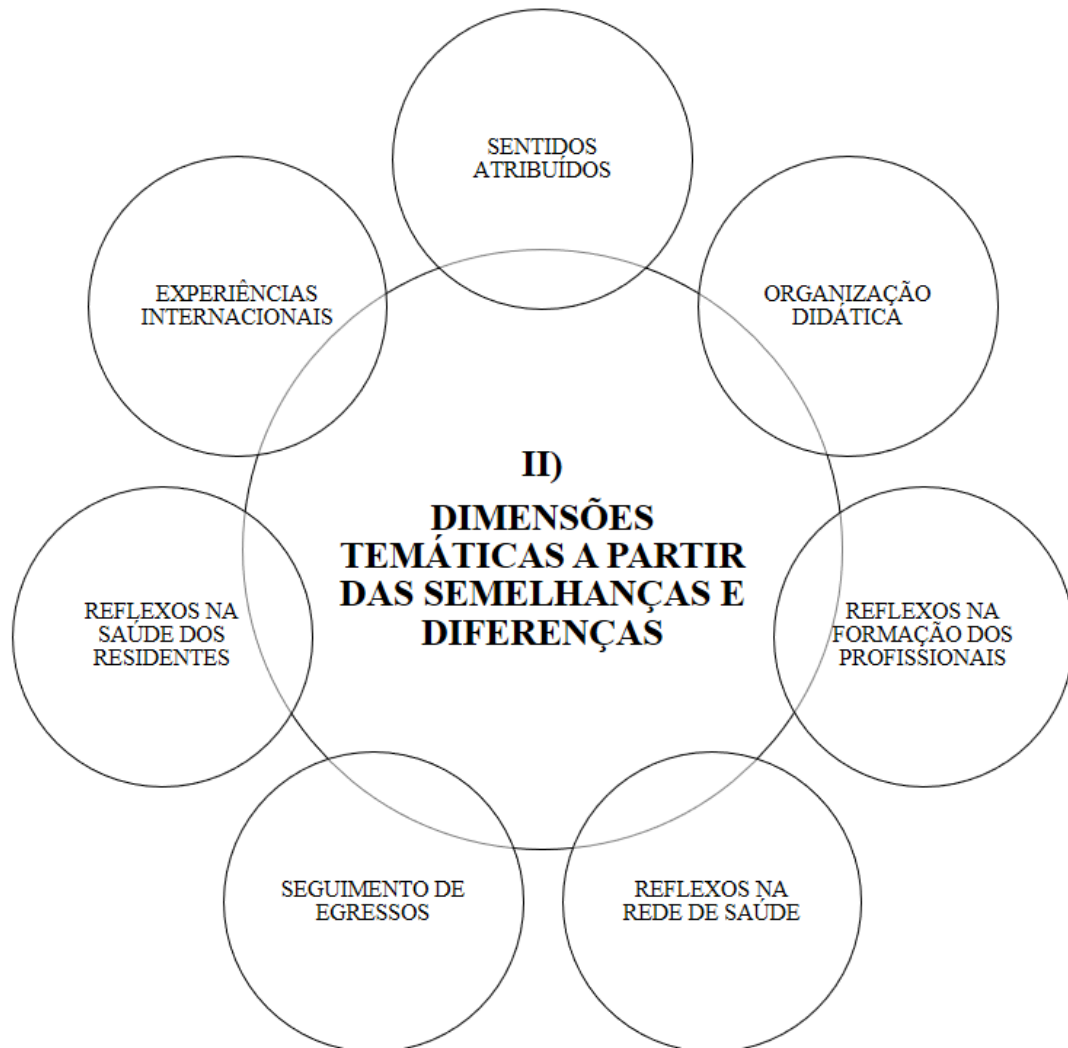 SENTIDOS
ATRIBUÍDOS
EXPERIÊNCIAS
INTERNACIONAIS
ORGANIZAÇÃO
DIDÁTICA
II)
DIMENSÕES
TEMÁTICAS A PARTIR
DAS SEMELHANÇAS E
DIFERENÇAS
REFLEXOS NA
SAÚDE DOS
RESIDENTES
REFLEXOS NA
FORMAÇÃO DOS
PROFISSIONAIS
SEGUIMENTO DE
EGRESSOS
REFLEXOS NA
REDE DE SAÚDE